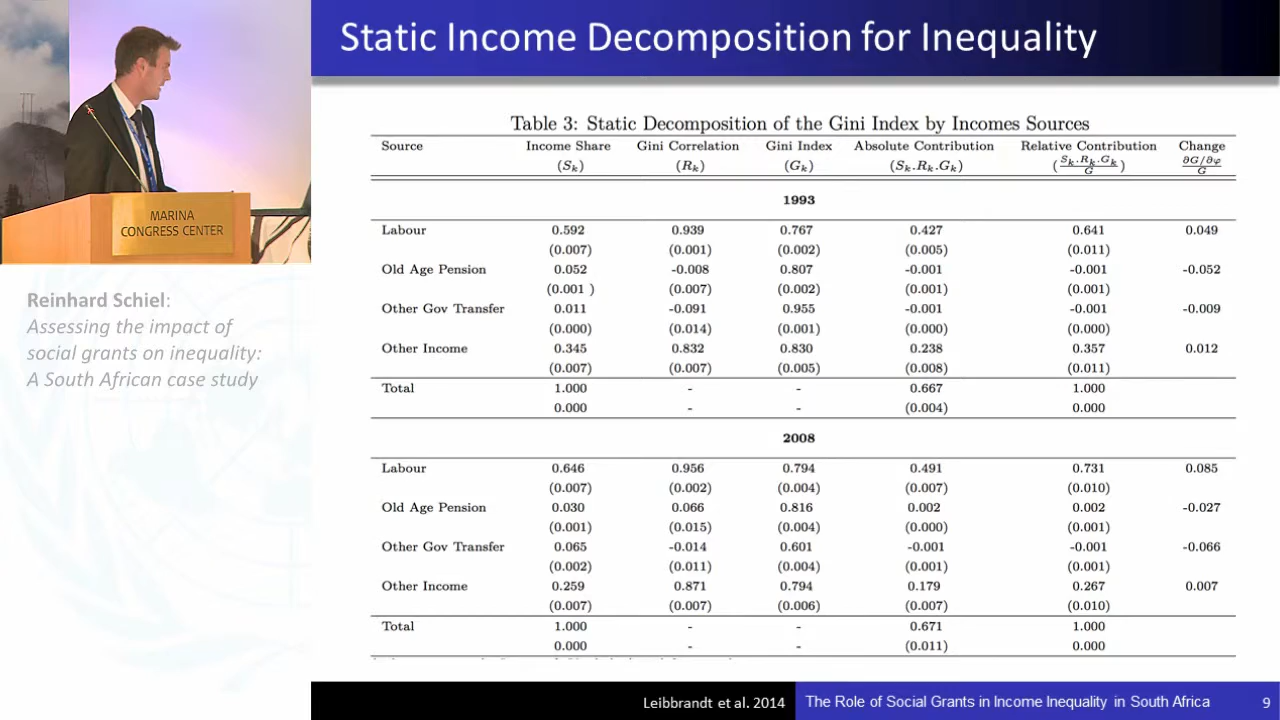 Static Income Decomposition for Inequality
MARINA
CONGRESS CENTER
Reinhard Schiel:
Assessing the impact of
social grants on inequality:
A South African case study
Table 3: Static Decomposition of the Gini Index by Incomes Sources
Source Income Share Gini Correlation Gini Index Absolute Contribution Relative Contribution Change
(Sₖ) (Rₖ) (Gₖ) (Sₖ.Rₖ.Gₖ) (Sₖ.Rₖ.Gₖ/G) ∂G/∂φ/G
1993
Labour 0.592 0.939 0.767 0.427 0.641 0.049
(0.007) (0.001) (0.002) (0.005) (0.011)
Old Age Pension 0.052 -0.008 0.807 -0.001 -0.001 -0.052
(0.001 ) (0.007) (0.002) (0.001) (0.001)
Other Gov Transfer 0.011 -0.091 0.955 -0.001 -0.001 -0.009
(0.000) (0.014) (0.001) (0.000) (0.000)
Other Income 0.345 0.832 0.830 0.238 0.357 0.012
(0.007) (0.007) (0.005) (0.008) (0.011)
Total 1.000 - - 0.667 1.000
0.000 - - (0.004) 0.000
2008
Labour 0.646 0.956 0.794 0.491 0.731 0.085
(0.007) (0.002) (0.004) (0.007) (0.010)
Old Age Pension 0.030 0.066 0.816 0.002 0.002 -0.027
(0.001) (0.015) (0.004) (0.000) (0.001)
Other Gov Transfer 0.065 -0.014 0.601 -0.001 -0.001 -0.066
(0.002) (0.011) (0.004) (0.001) (0.001)
Other Income 0.259 0.871 0.794 0.179 0.267 0.007
(0.007) (0.007) (0.006) (0.007) (0.010)
Total 1.000 - - 0.671 1.000
0.000 - - (0.011) 0.000
Leibbrandt et al. 2014 The Role of Social Grants in Income Inequality in South Africa 9